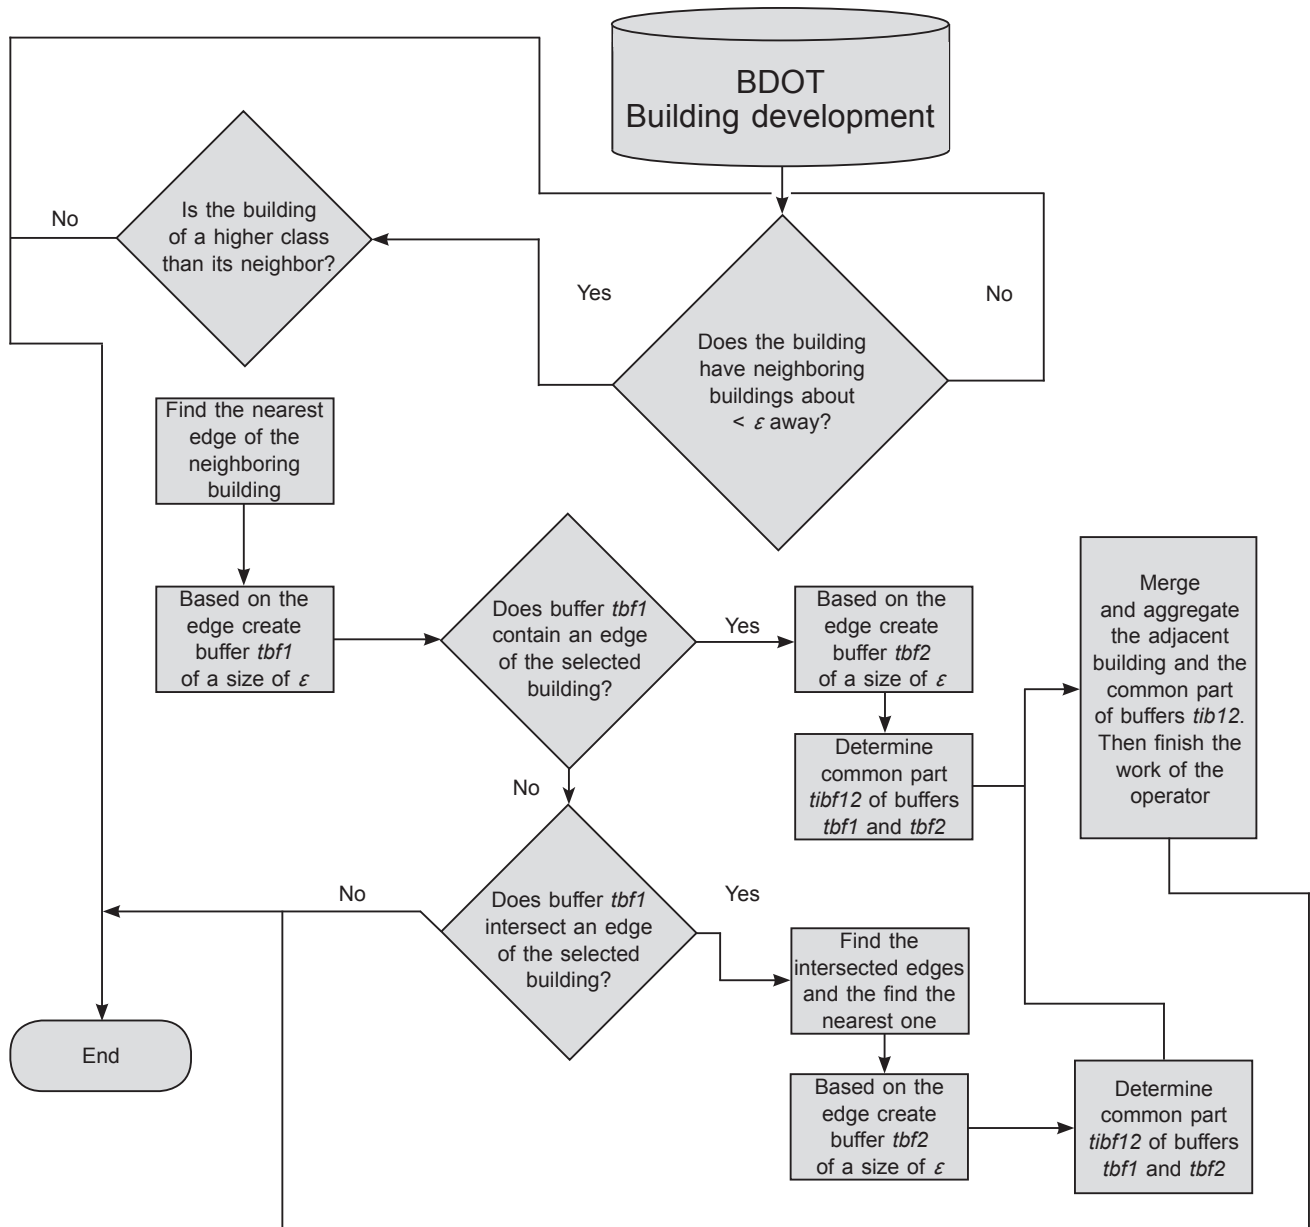 BDOT
Building development
Is the building
of a higher class
than its neighbor?
No
Yes
No
Does the building
have neighboring
buildings about
< ε away?
Find the nearest
edge of the
neighboring
building
Based on the
edge create
buffer tbf1
of a size of ε
Does buffer tbf1
contain an edge
of the selected
building?
Yes
Based on the
edge create
buffer tbf2
of a size of ε
Determine
common part
tibf12 of buffers
tbf1 and tbf2
Merge
and aggregate
the adjacent
building and the
common part
of buffers tib12.
Then finish the
work of the
operator
No
Does buffer tbf1
intersect an edge
of the selected
building?
No
Yes
Find the
intersected edges
and the find the
nearest one
End
Based on the
edge create
buffer tbf2
of a size of ε
Determine
common part
tibf12 of buffers
tbf1 and tbf2